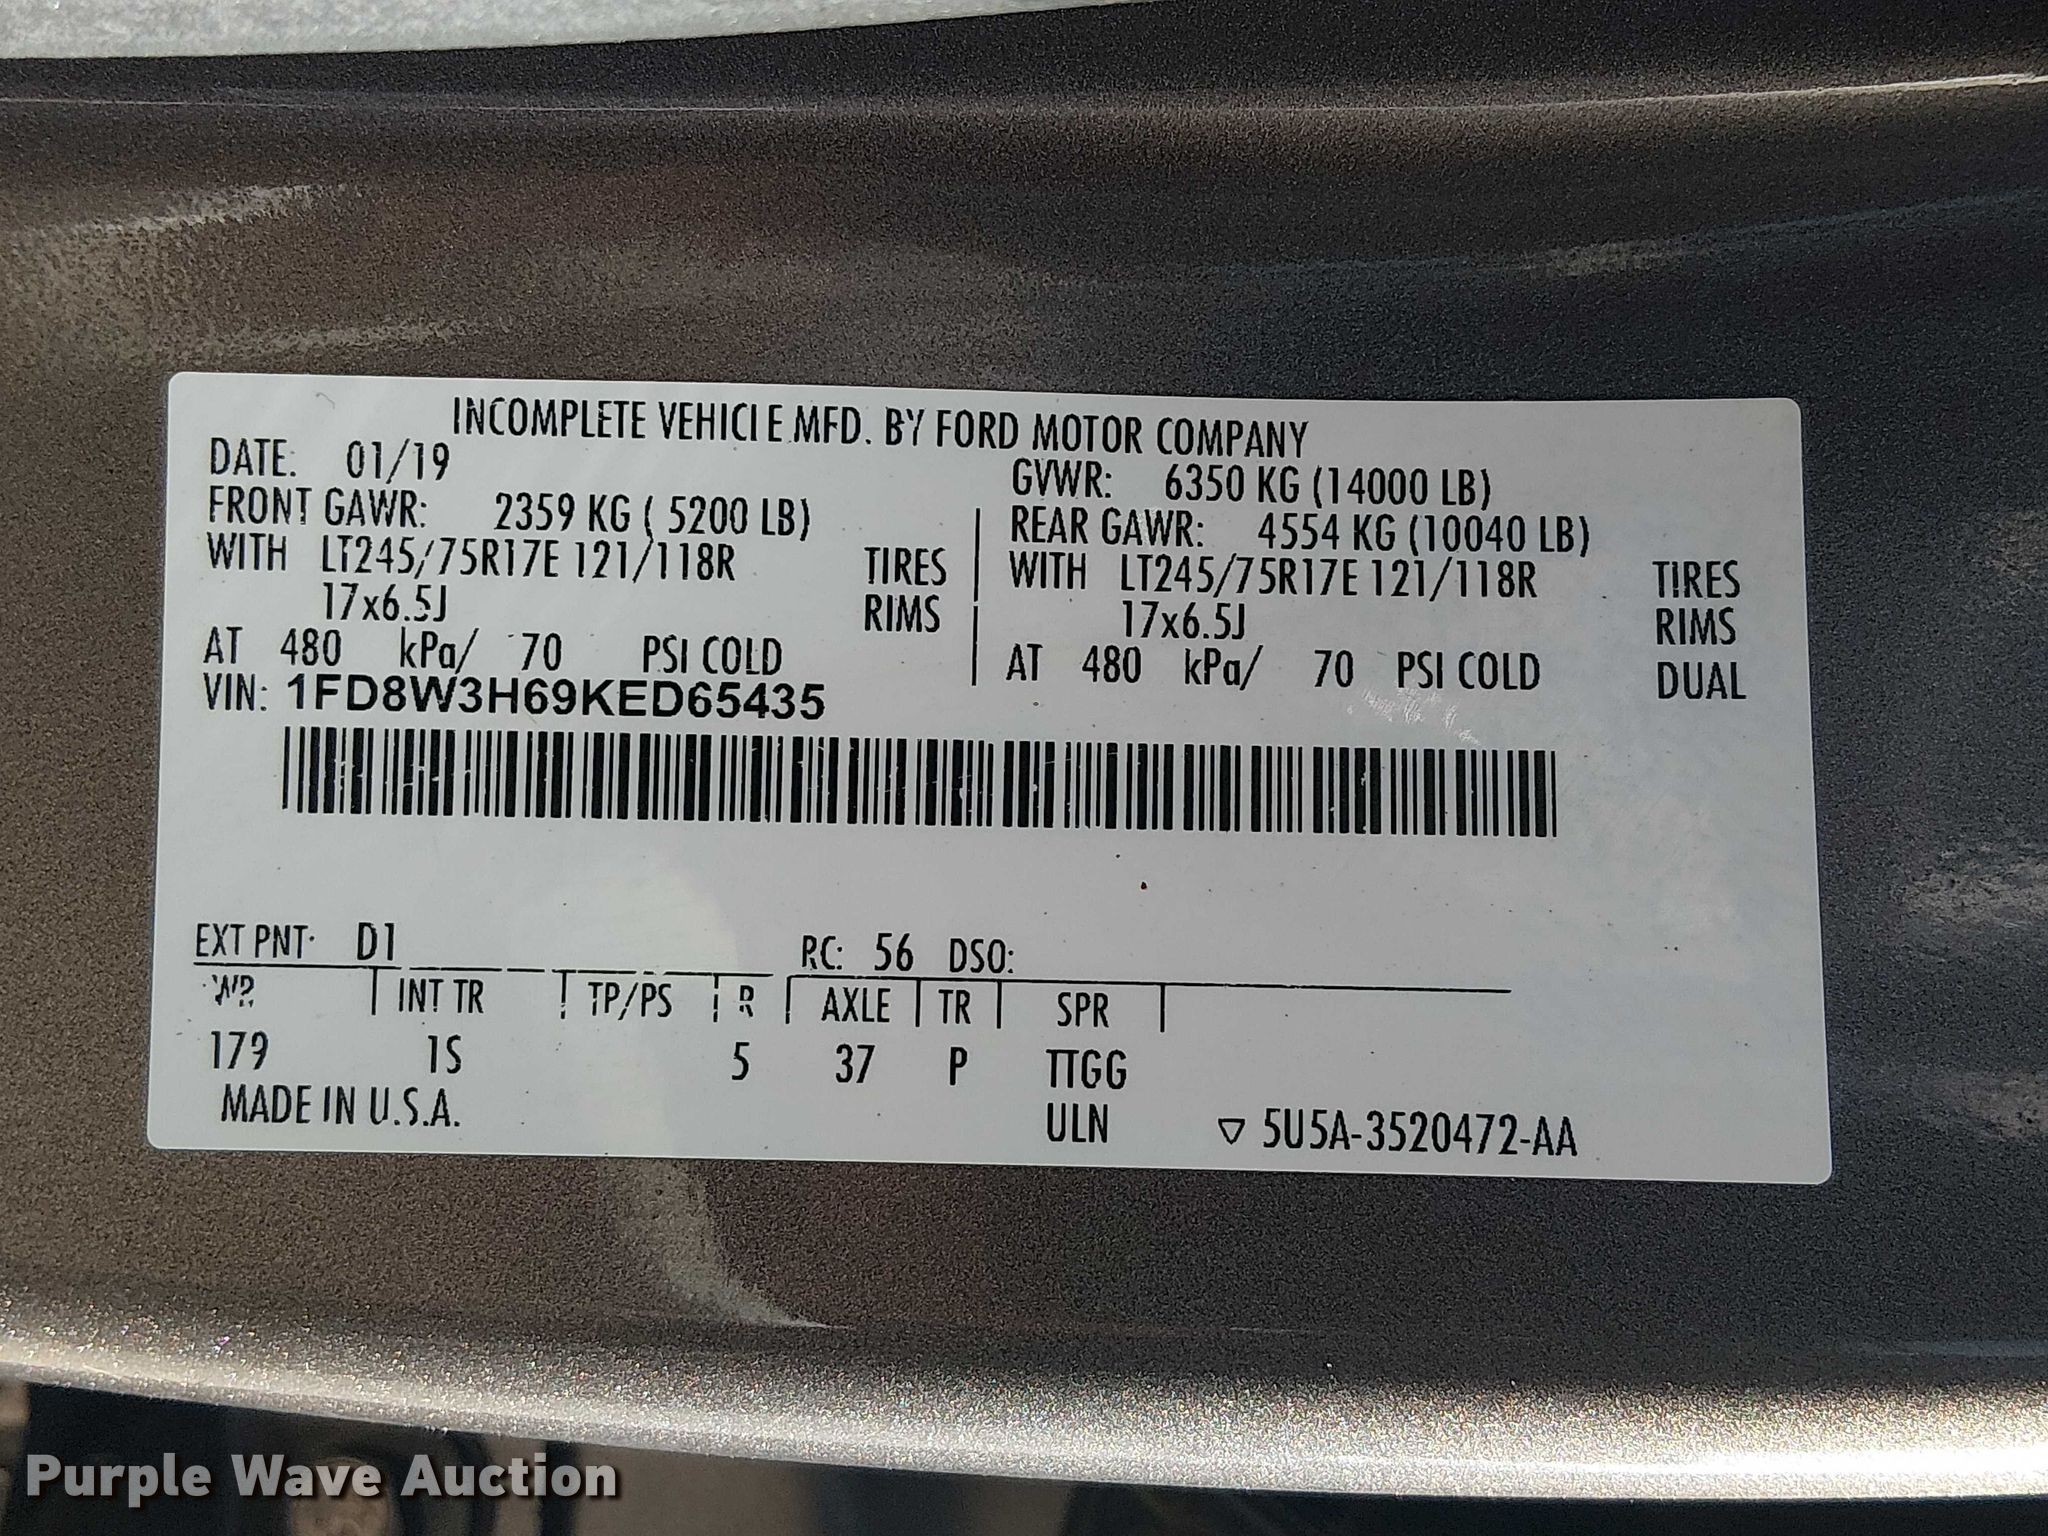 INCOMPLETE VEHICLE MFD. BY FORD MOTOR COMPANY
DATE: 01/19 GVWR: 6350 KG (14000 LB)
FRONT GAWR: 2359 KG ( 5200 LB) REAR GAWR: 4554 KG (10040 LB)
WITH LT245/75R17E 121/118R TIRES WITH LT245/75R17E 121/118R TIRES
17x6.5J RIMS 17x6.5J RIMS
AT 480 kPa/ 70 PSI COLD AT 480 kPa/ 70 PSI COLD DUAL
VIN: 1FD8W3H69KED65435
EXT PNT: D1 RC: 56 DSO:
WB INT TR TP/PS R AXLE TR SPR
179 1S 5 37 P TTGG
MADE IN U.S.A. ULN ▽ 5U5A-3520472-AA
Purple Wave Auction